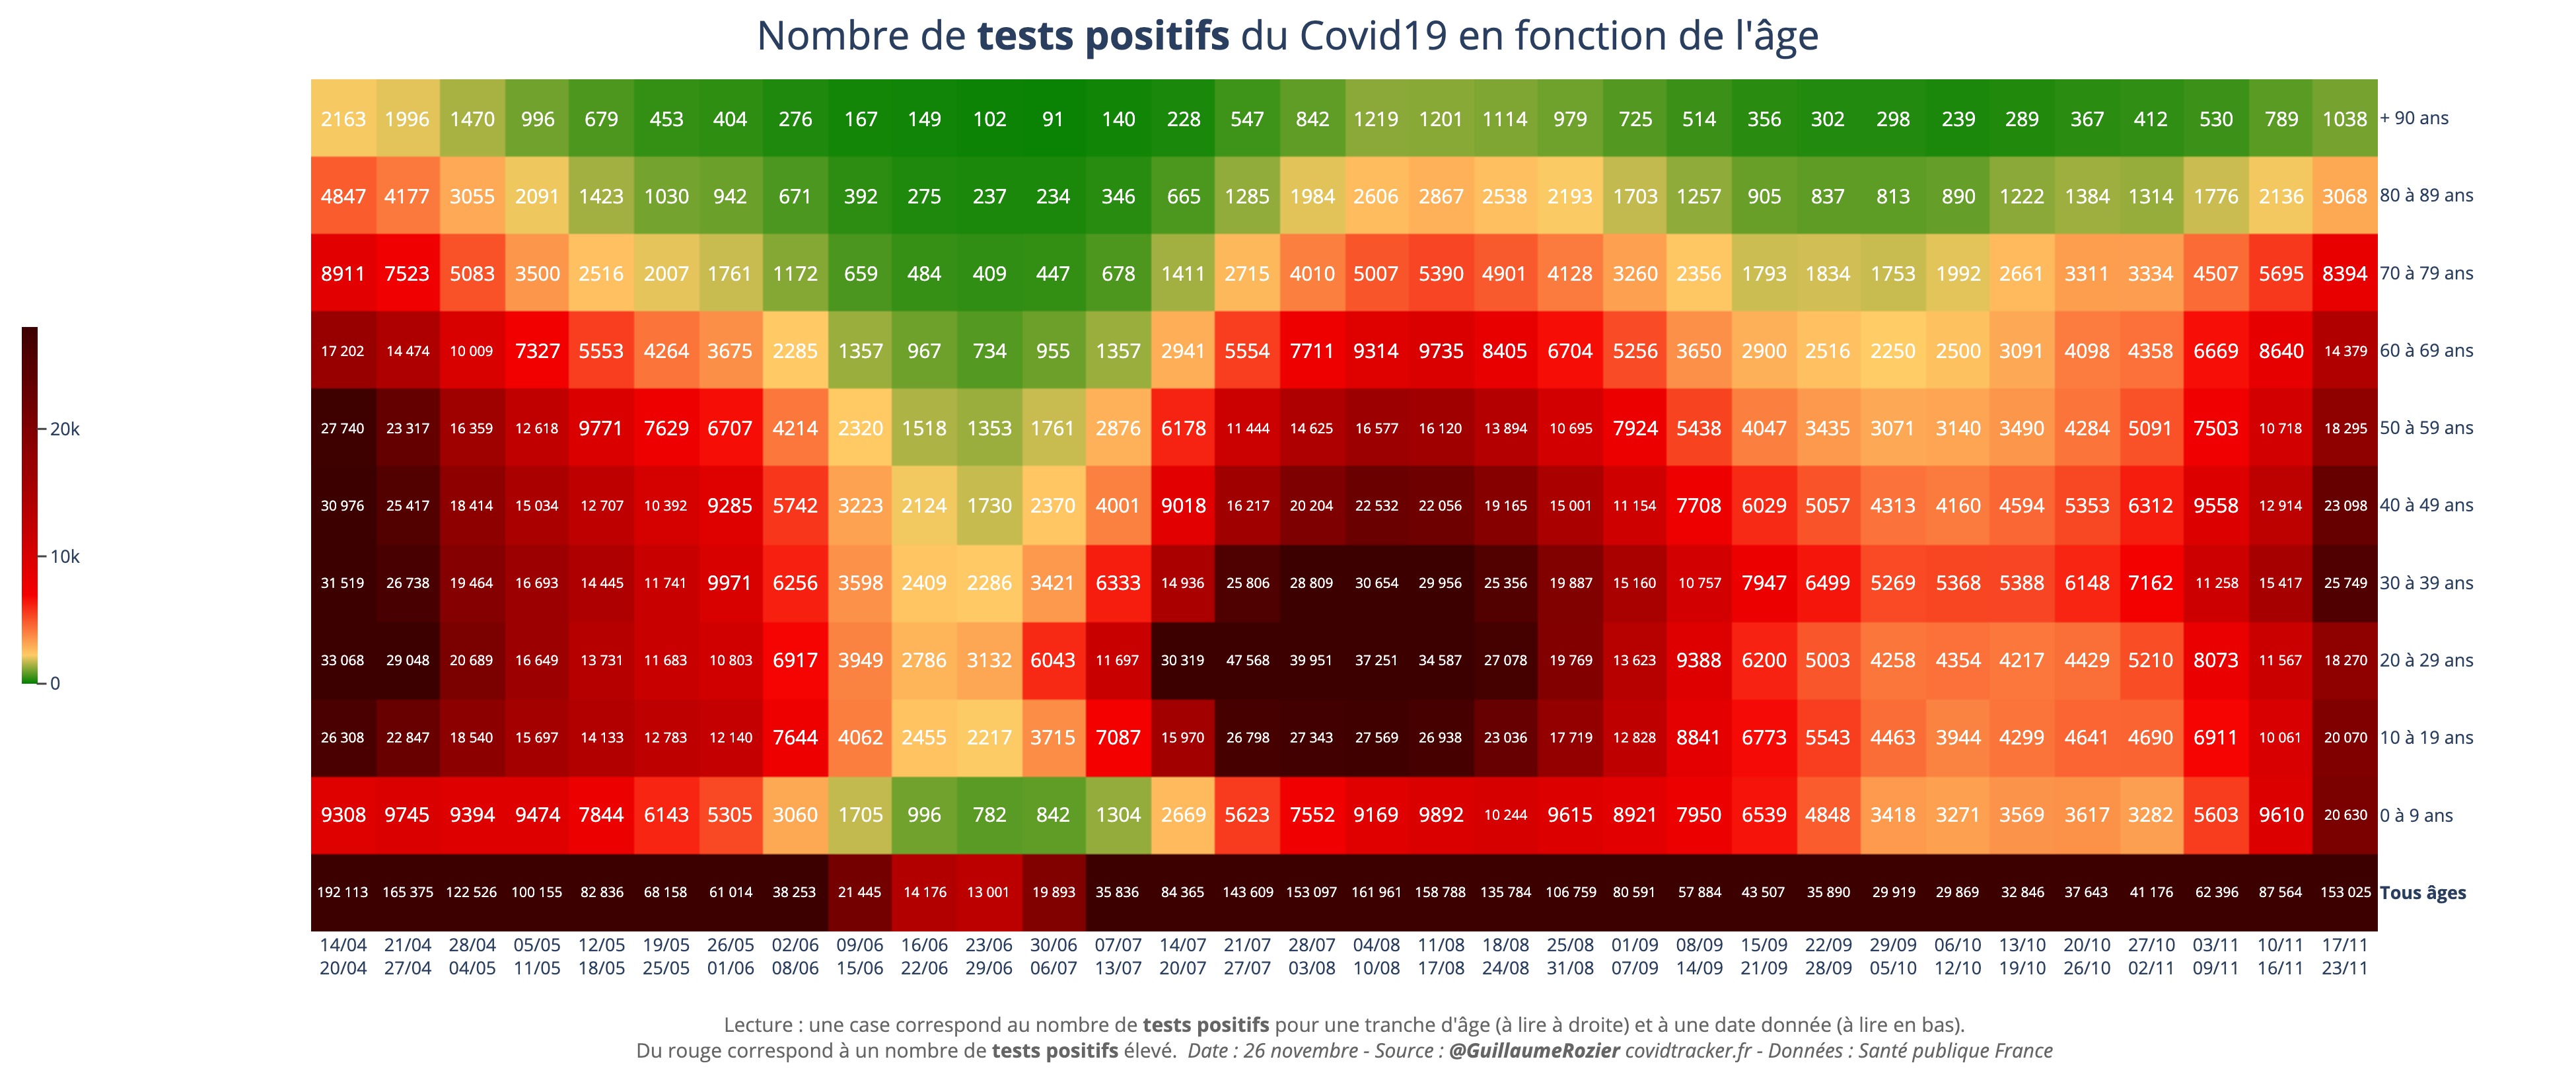 Nombre de tests positifs du Covid19 en fonction de l'âge
2163 1996 1470 996 679 453 404 276 167 149 102 91 140 228 547 842 1219 1201 1114 979 725 514 356 302 298 239 289 367 412 530 789 1038 + 90 ans
4847 4177 3055 2091 1423 1030 942 671 392 275 237 234 346 665 1285 1984 2606 2867 2538 2193 1703 1257 905 837 813 890 1222 1384 1314 1776 2136 3068 80 à 89 ans
8911 7523 5083 3500 2516 2007 1761 1172 659 484 409 447 678 1411 2715 4010 5007 5390 4901 4128 3260 2356 1793 1834 1753 1992 2661 3311 3334 4507 5695 8394 70 à 79 ans
17 202 14 474 10 009 7327 5553 4264 3675 2285 1357 967 734 955 1357 2941 5554 7711 9314 9735 8405 6704 5256 3650 2900 2516 2250 2500 3091 4098 4358 6669 8640 14 379 60 à 69 ans
20k
27 740 23 317 16 359 12 618 9771 7629 6707 4214 2320 1518 1353 1761 2876 6178 11 444 14 625 16 577 16 120 13 894 10 695 7924 5438 4047 3435 3071 3140 3490 4284 5091 7503 10 718 18 295 50 à 59 ans
30 976 25 417 18 414 15 034 12 707 10 392 9285 5742 3223 2124 1730 2370 4001 9018 16 217 20 204 22 532 22 056 19 165 15 001 11 154 7708 6029 5057 4313 4160 4594 5353 6312 9558 12 914 23 098 40 à 49 ans
10k
31 519 26 738 19 464 16 693 14 445 11 741 9971 6256 3598 2409 2286 3421 6333 14 936 25 806 28 809 30 654 29 956 25 356 19 887 15 160 10 757 7947 6499 5269 5368 5388 6148 7162 11 258 15 417 25 749 30 à 39 ans
33 068 29 048 20 689 16 649 13 731 11 683 10 803 6917 3949 2786 3132 6043 11 697 30 319 47 568 39 951 37 251 34 587 27 078 19 769 13 623 9388 6200 5003 4258 4354 4217 4429 5210 8073 11 567 18 270 20 à 29 ans
0
26 308 22 847 18 540 15 697 14 133 12 783 12 140 7644 4062 2455 2217 3715 7087 15 970 26 798 27 343 27 569 26 938 23 036 17 719 12 828 8841 6773 5543 4463 3944 4299 4641 4690 6911 10 061 20 070 10 à 19 ans
9308 9745 9394 9474 7844 6143 5305 3060 1705 996 782 842 1304 2669 5623 7552 9169 9892 10 244 9615 8921 7950 6539 4848 3418 3271 3569 3617 3282 5603 9610 20 630 0 à 9 ans
192 113 165 375 122 526 100 155 82 836 68 158 61 014 38 253 21 445 14 176 13 001 19 893 35 836 84 365 143 609 153 097 161 961 158 788 135 784 106 759 80 591 57 884 43 507 35 890 29 919 29 869 32 846 37 643 41 176 62 396 87 564 153 025 Tous âges
14/04 21/04 28/04 05/05 12/05 19/05 26/05 02/06 09/06 16/06 23/06 30/06 07/07 14/07 21/07 28/07 04/08 11/08 18/08 25/08 01/09 08/09 15/09 22/09 29/09 06/10 13/10 20/10 27/10 03/11 10/11 17/11
20/04 27/04 04/05 11/05 18/05 25/05 01/06 08/06 15/06 22/06 29/06 06/07 13/07 20/07 27/07 03/08 10/08 17/08 24/08 31/08 07/09 14/09 21/09 28/09 05/10 12/10 19/10 26/10 02/11 09/11 16/11 23/11
Lecture : une case correspond au nombre de tests positifs pour une tranche d'âge (à lire à droite) et à une date donnée (à lire en bas).
Du rouge correspond à un nombre de tests positifs élevé. Date : 26 novembre - Source : @GuillaumeRozier covidtracker.fr - Données : Santé publique France